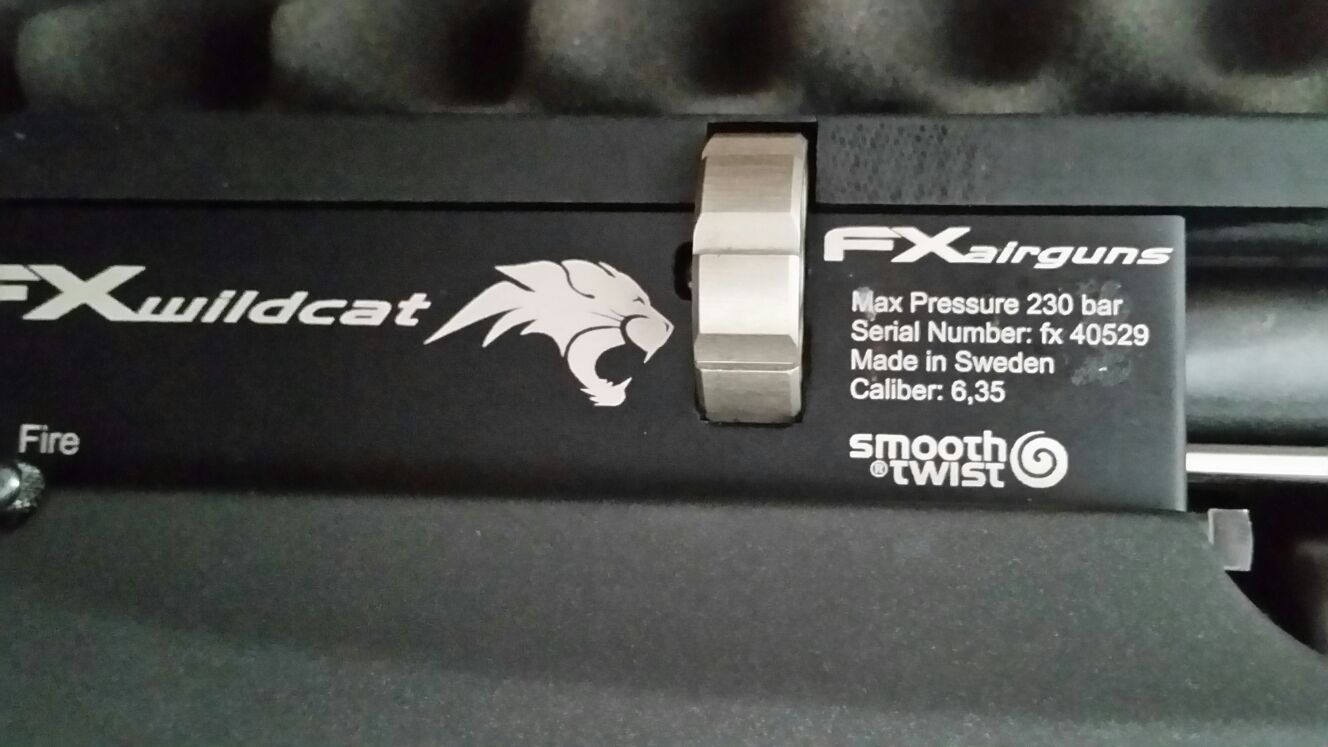 FXwildcat
FXairguns
Max Pressure 230 bar
Serial Number: fx 40529
Made in Sweden
Caliber: 6,35
smooth
® twist
Fire